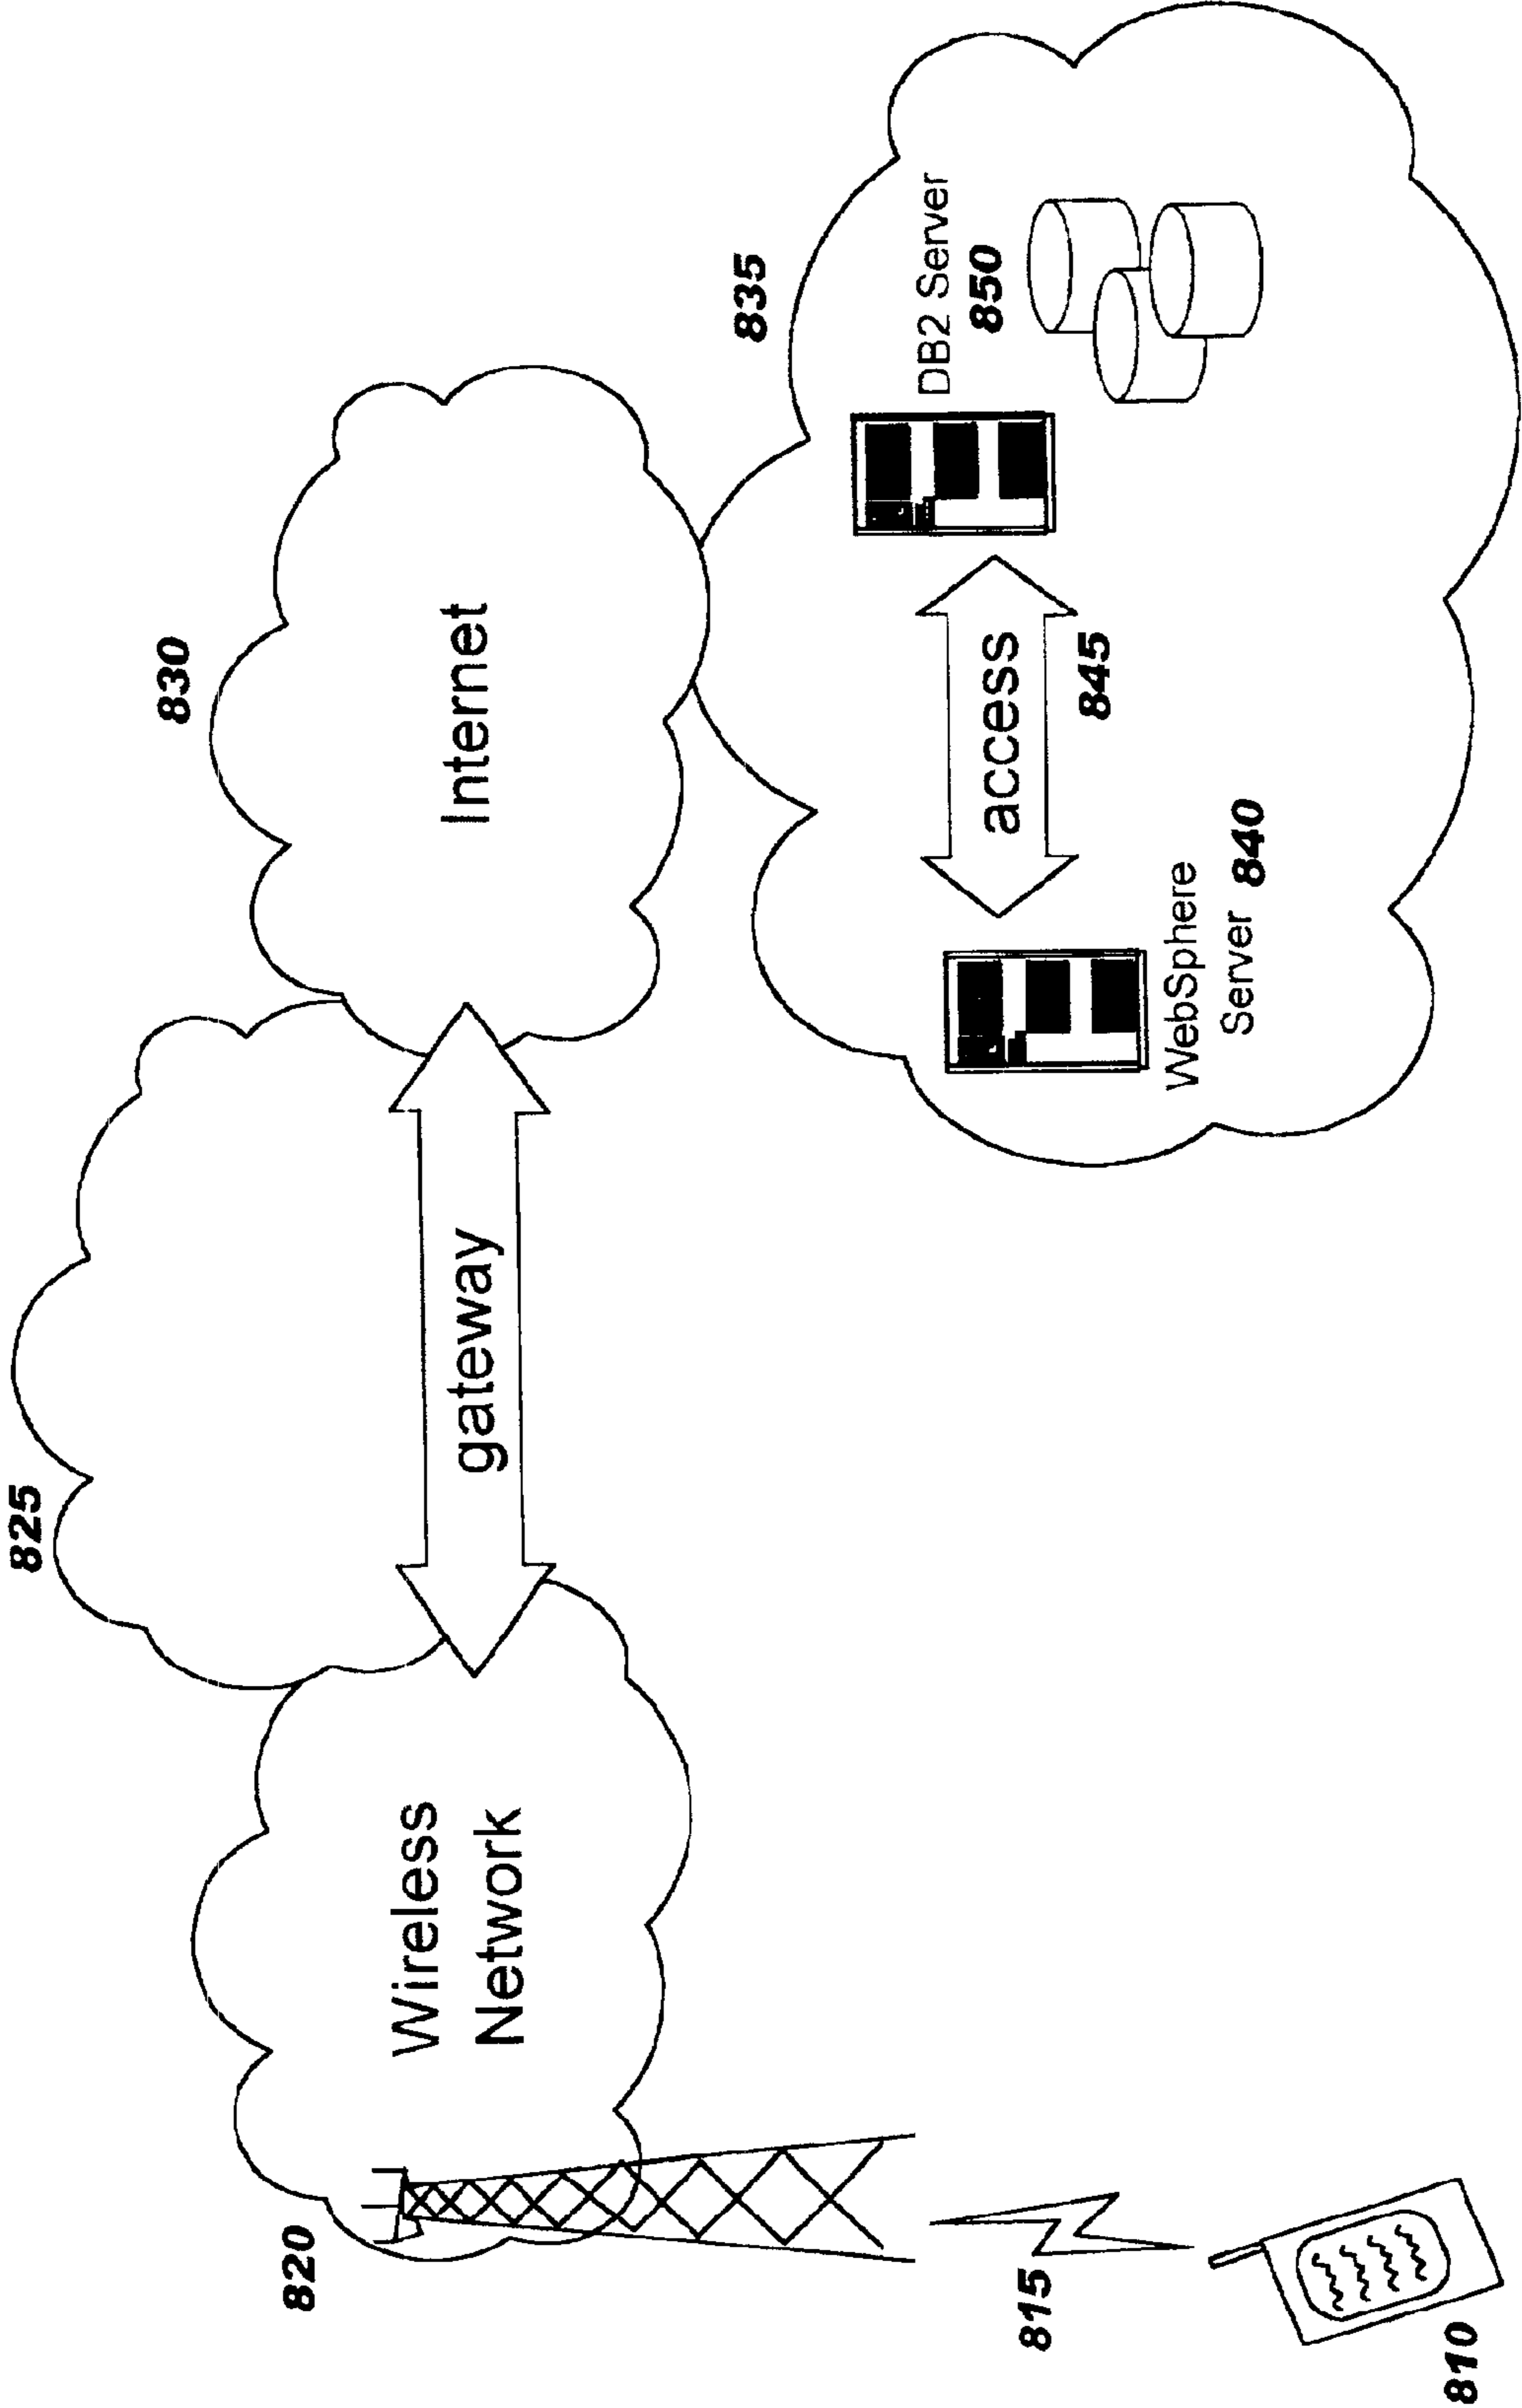 825
830
820
Wireless
Network
gateway
Internet
835
DB2 Server
850
access
845
WebSphere
Server 840
815
810